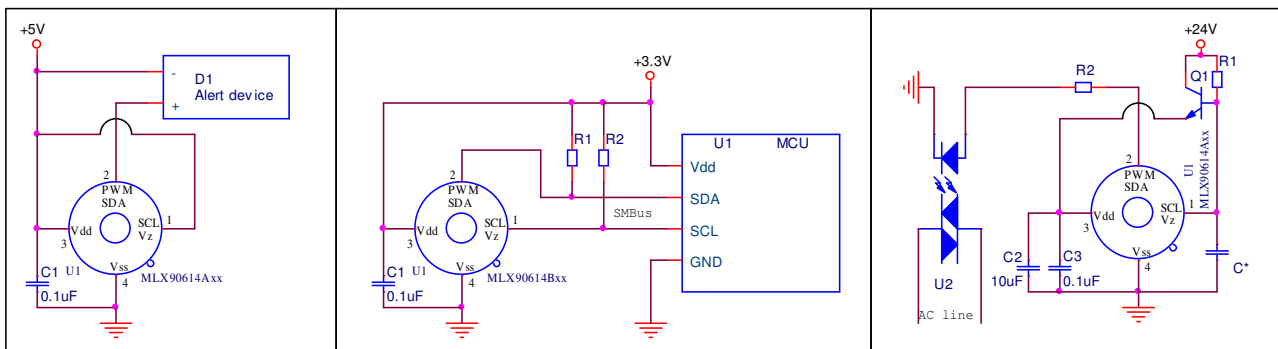 +5V
D1
Alert device
-
+
2
PWM
SDA
SCL
Vz
1
Vdd
3
Vss
4
U1
MLX90614Axx
C1
0.1uF
+3.3V
R1
R2
U1
MCU
Vdd
SDA
SCL
GND
SMBus
2
PWM
SDA
SCL
Vz
1
Vdd
3
Vss
4
U1
MLX90614Bxx
C1
0.1uF
+24V
R1
Q1
R2
U1
MLX90614Axx
2
PWM
SDA
SCL
Vz
1
Vdd
3
Vss
4
C2
10uF
C3
0.1uF
C*
U2
AC line